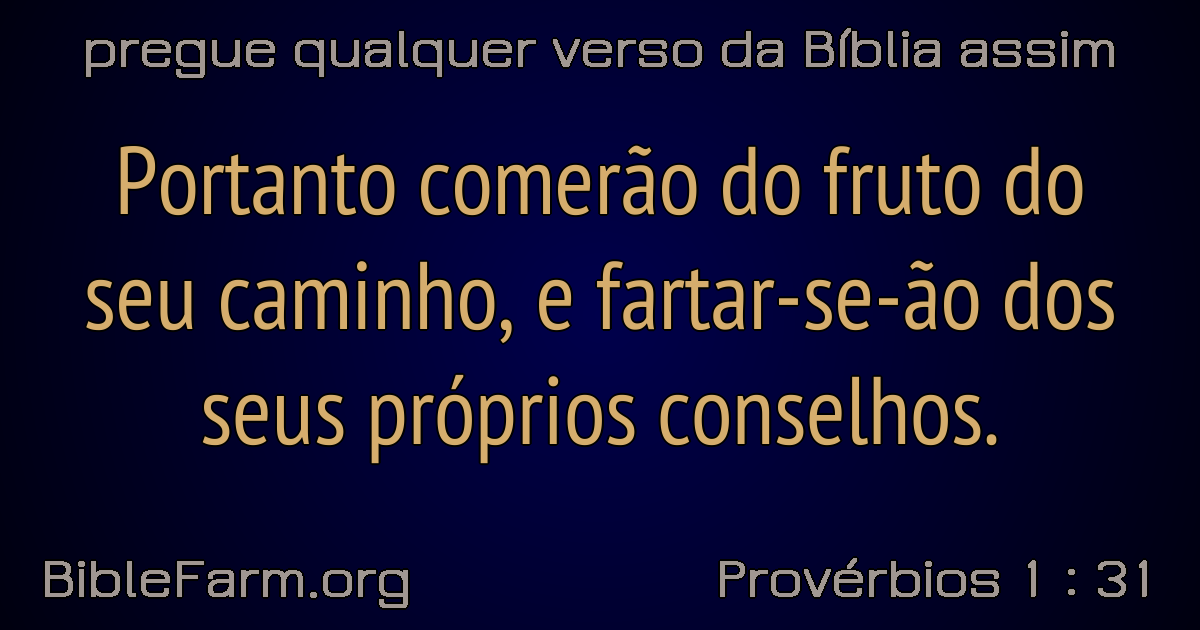 pregue qualquer verso da Bíblia assim
Portanto comerão do fruto do
seu caminho, e fartar-se-ão dos
seus próprios conselhos.
BibleFarm.org
Provérbios 1 : 31